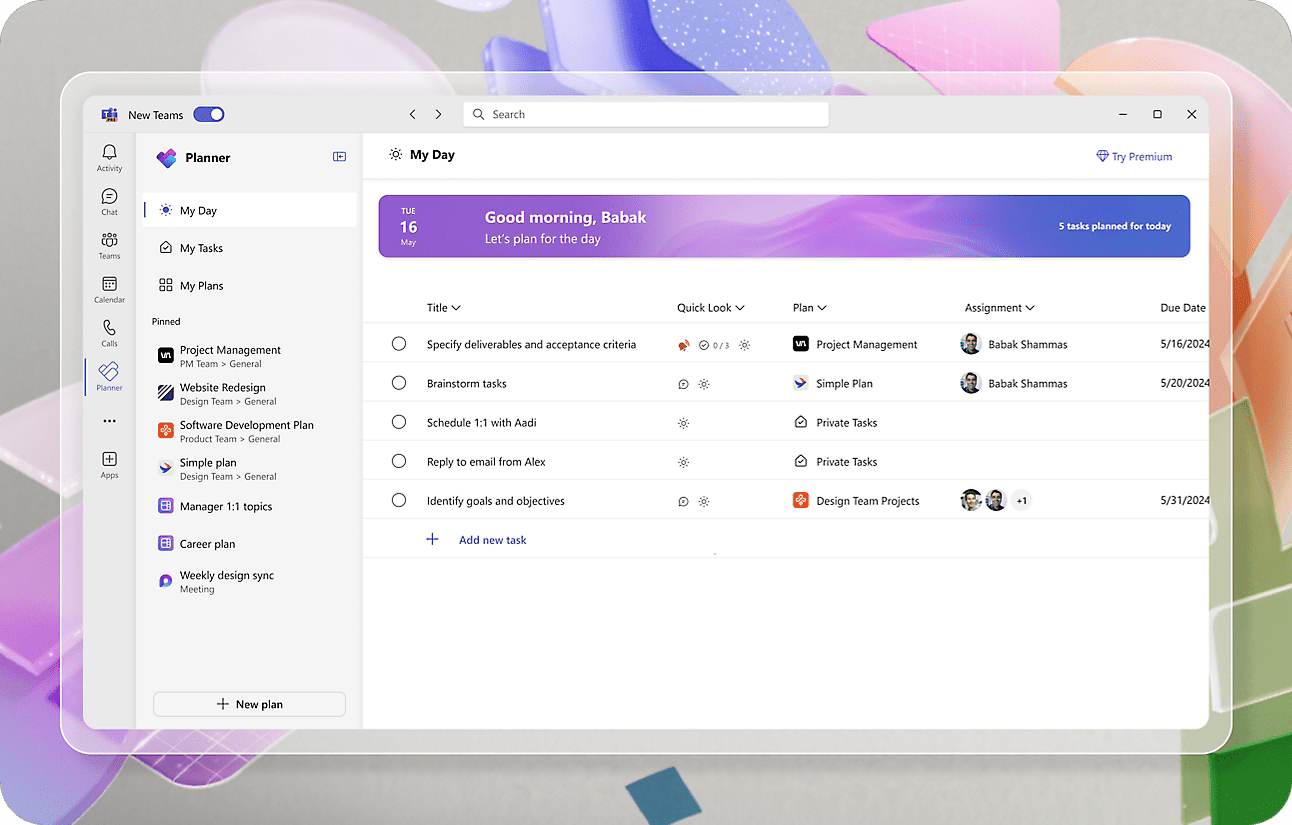 New Teams
Search
Activity
Chat
Teams
Calendar
Calls
Planner
Apps
Planner
My Day
My Tasks
My Plans
Pinned
Project Management
PM Team > General
Website Redesign
Design Team > General
Software Development Plan
Product Team > General
Simple plan
Design Team > General
Manager 1:1 topics
Career plan
Weekly design sync
Meeting
New plan
My Day
Try Premium
TUE
16
May
Good morning, Babak
Let's plan for the day
5 tasks planned for today
Title Quick Look Plan Assignment Due Date
Specify deliverables and acceptance criteria 0 / 3 Project Management Babak Shammas 5/16/2024
Brainstorm tasks Simple Plan Babak Shammas 5/20/2024
Schedule 1:1 with Aadi Private Tasks
Reply to email from Alex Private Tasks
Identify goals and objectives Design Team Projects +1 5/31/2024
Add new task